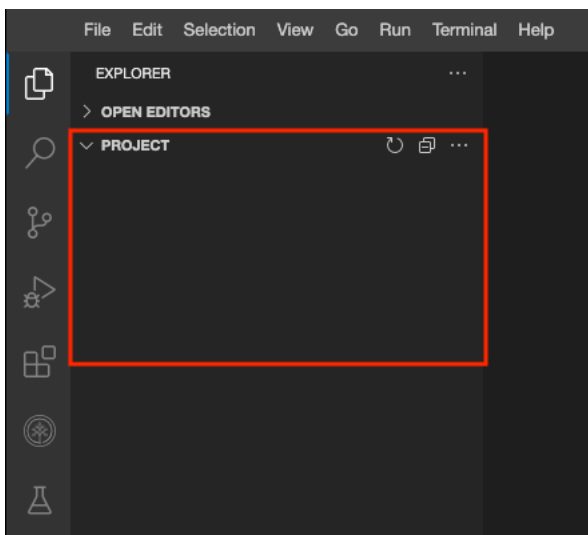 File Edit Selection View Go Run Terminal Help
EXPLORER
OPEN EDITORS
PROJECT